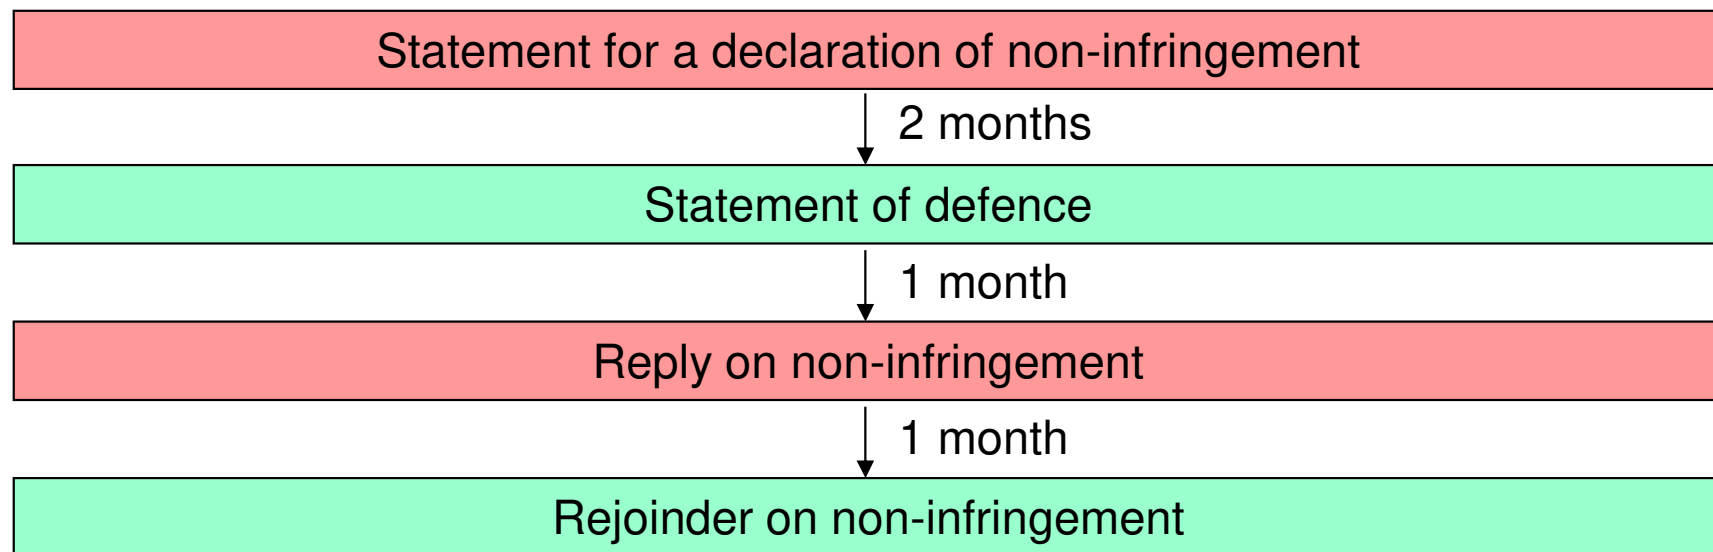 Statement for a declaration of non-infringement
2 months
Statement of defence
1 month
Reply on non-infringement
1 month
Rejoinder on non-infringement